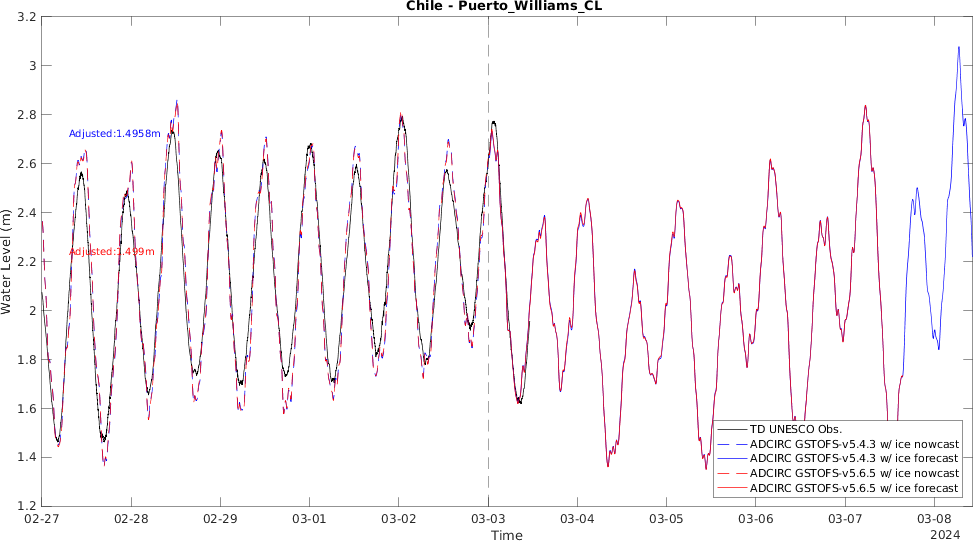 Chile - Puerto_Williams_CL
3.2
3
2.8
2.6
2.4
2.2
2
1.8
1.6
1.4
1.2
Water Level (m)
Adjusted:1.4958m
Adjusted:1.499m
TD UNESCO Obs.
ADCIRC GSTOFS-v5.4.3 w/ ice nowcast
ADCIRC GSTOFS-v5.4.3 w/ ice forecast
ADCIRC GSTOFS-v5.6.5 w/ ice nowcast
ADCIRC GSTOFS-v5.6.5 w/ ice forecast
02-27 02-28 02-29 03-01 03-02 03-03 03-04 03-05 03-06 03-07 03-08
Time
2024